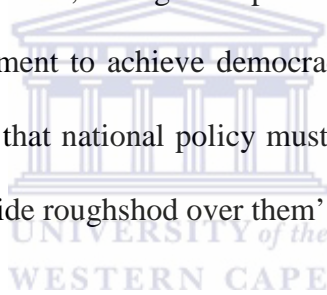 ment to achieve democra
that national policy must
ide roughshod over them'
UNIVERSITY of the
WESTERN CAPE